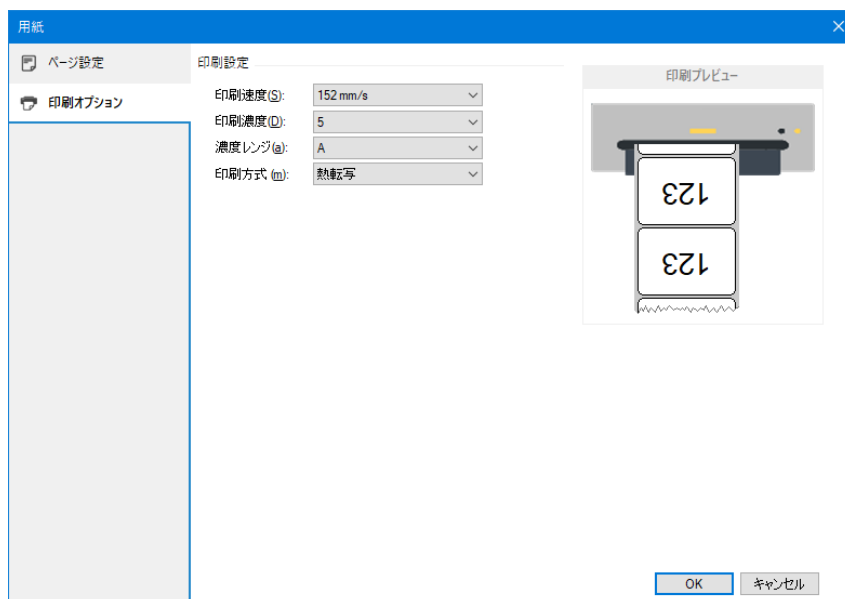 用紙
ページ設定
印刷オプション
印刷設定
印刷速度(S): 152 mm/s
印刷濃度(D): 5
濃度レンジ(a): A
印刷方式 (m): 熱転写
印刷プレビュー
123
123
OK キャンセル